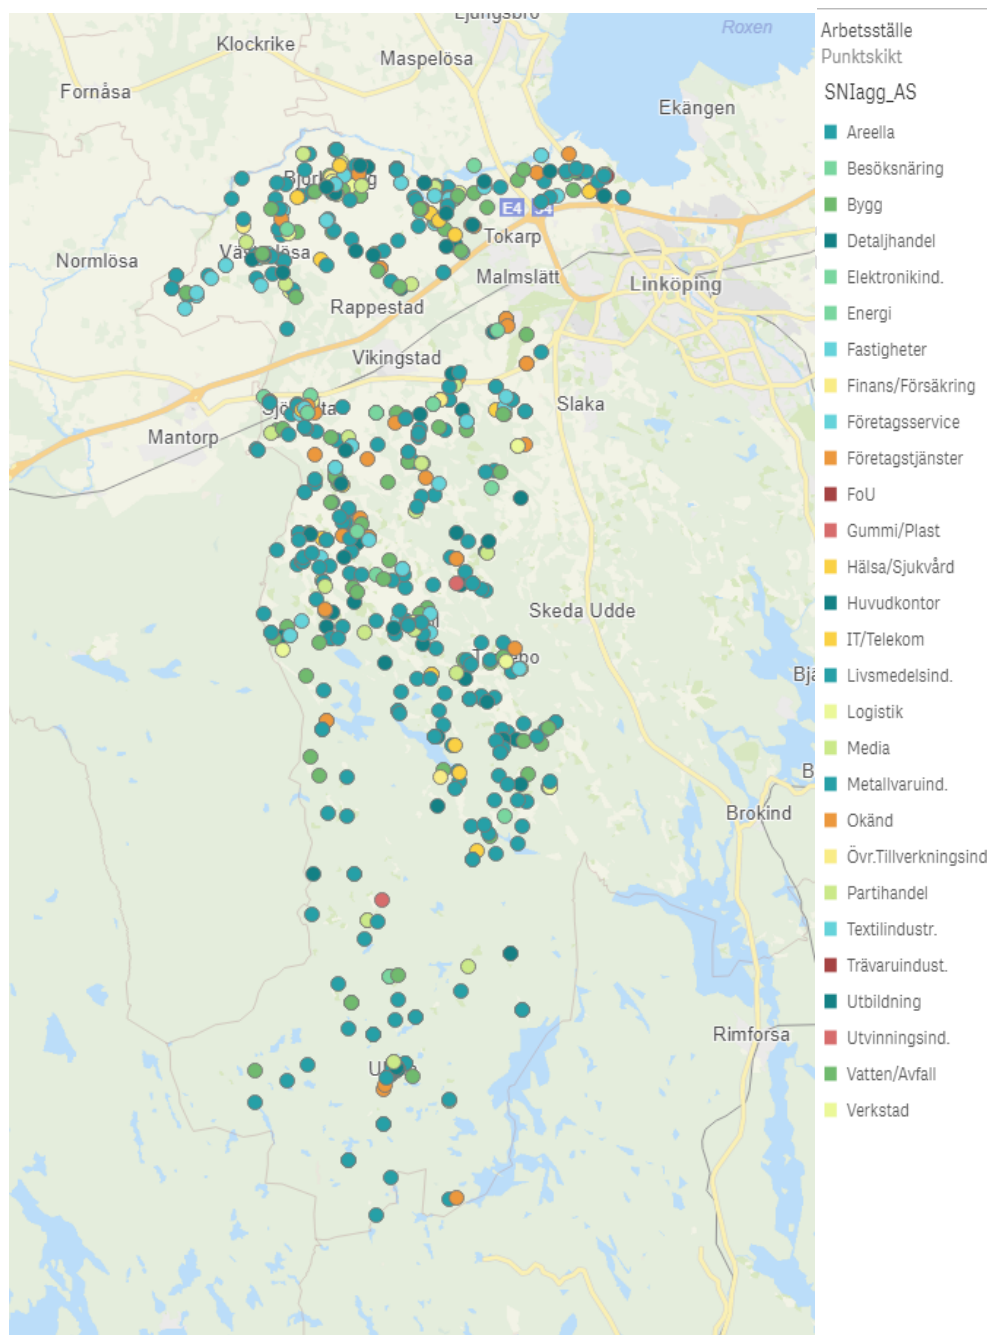 Ljungsbro
Roxen
Klockrike
Maspelösa
Fornåsa
Ekängen
E4
Tokarp
Normlösa
Malmslätt
Linköping
Rappestad
Vikingstad
Slaka
Mantorp
Skeda Udde
Brokind
Rimforsa
Arbetsställe
Punktskikt
SNIagg_AS
Areella
Besöksnäring
Bygg
Detaljhandel
Elektronikind.
Energi
Fastigheter
Finans/Försäkring
Företagsservice
Företagstjänster
FoU
Gummi/Plast
Hälsa/Sjukvård
Huvudkontor
IT/Telekom
Livsmedelsind.
Logistik
Media
Metallvaruind.
Okänd
Övr.Tillverkningsind
Partihandel
Textilindustr.
Trävaruindust.
Utbildning
Utvinningsind.
Vatten/Avfall
Verkstad